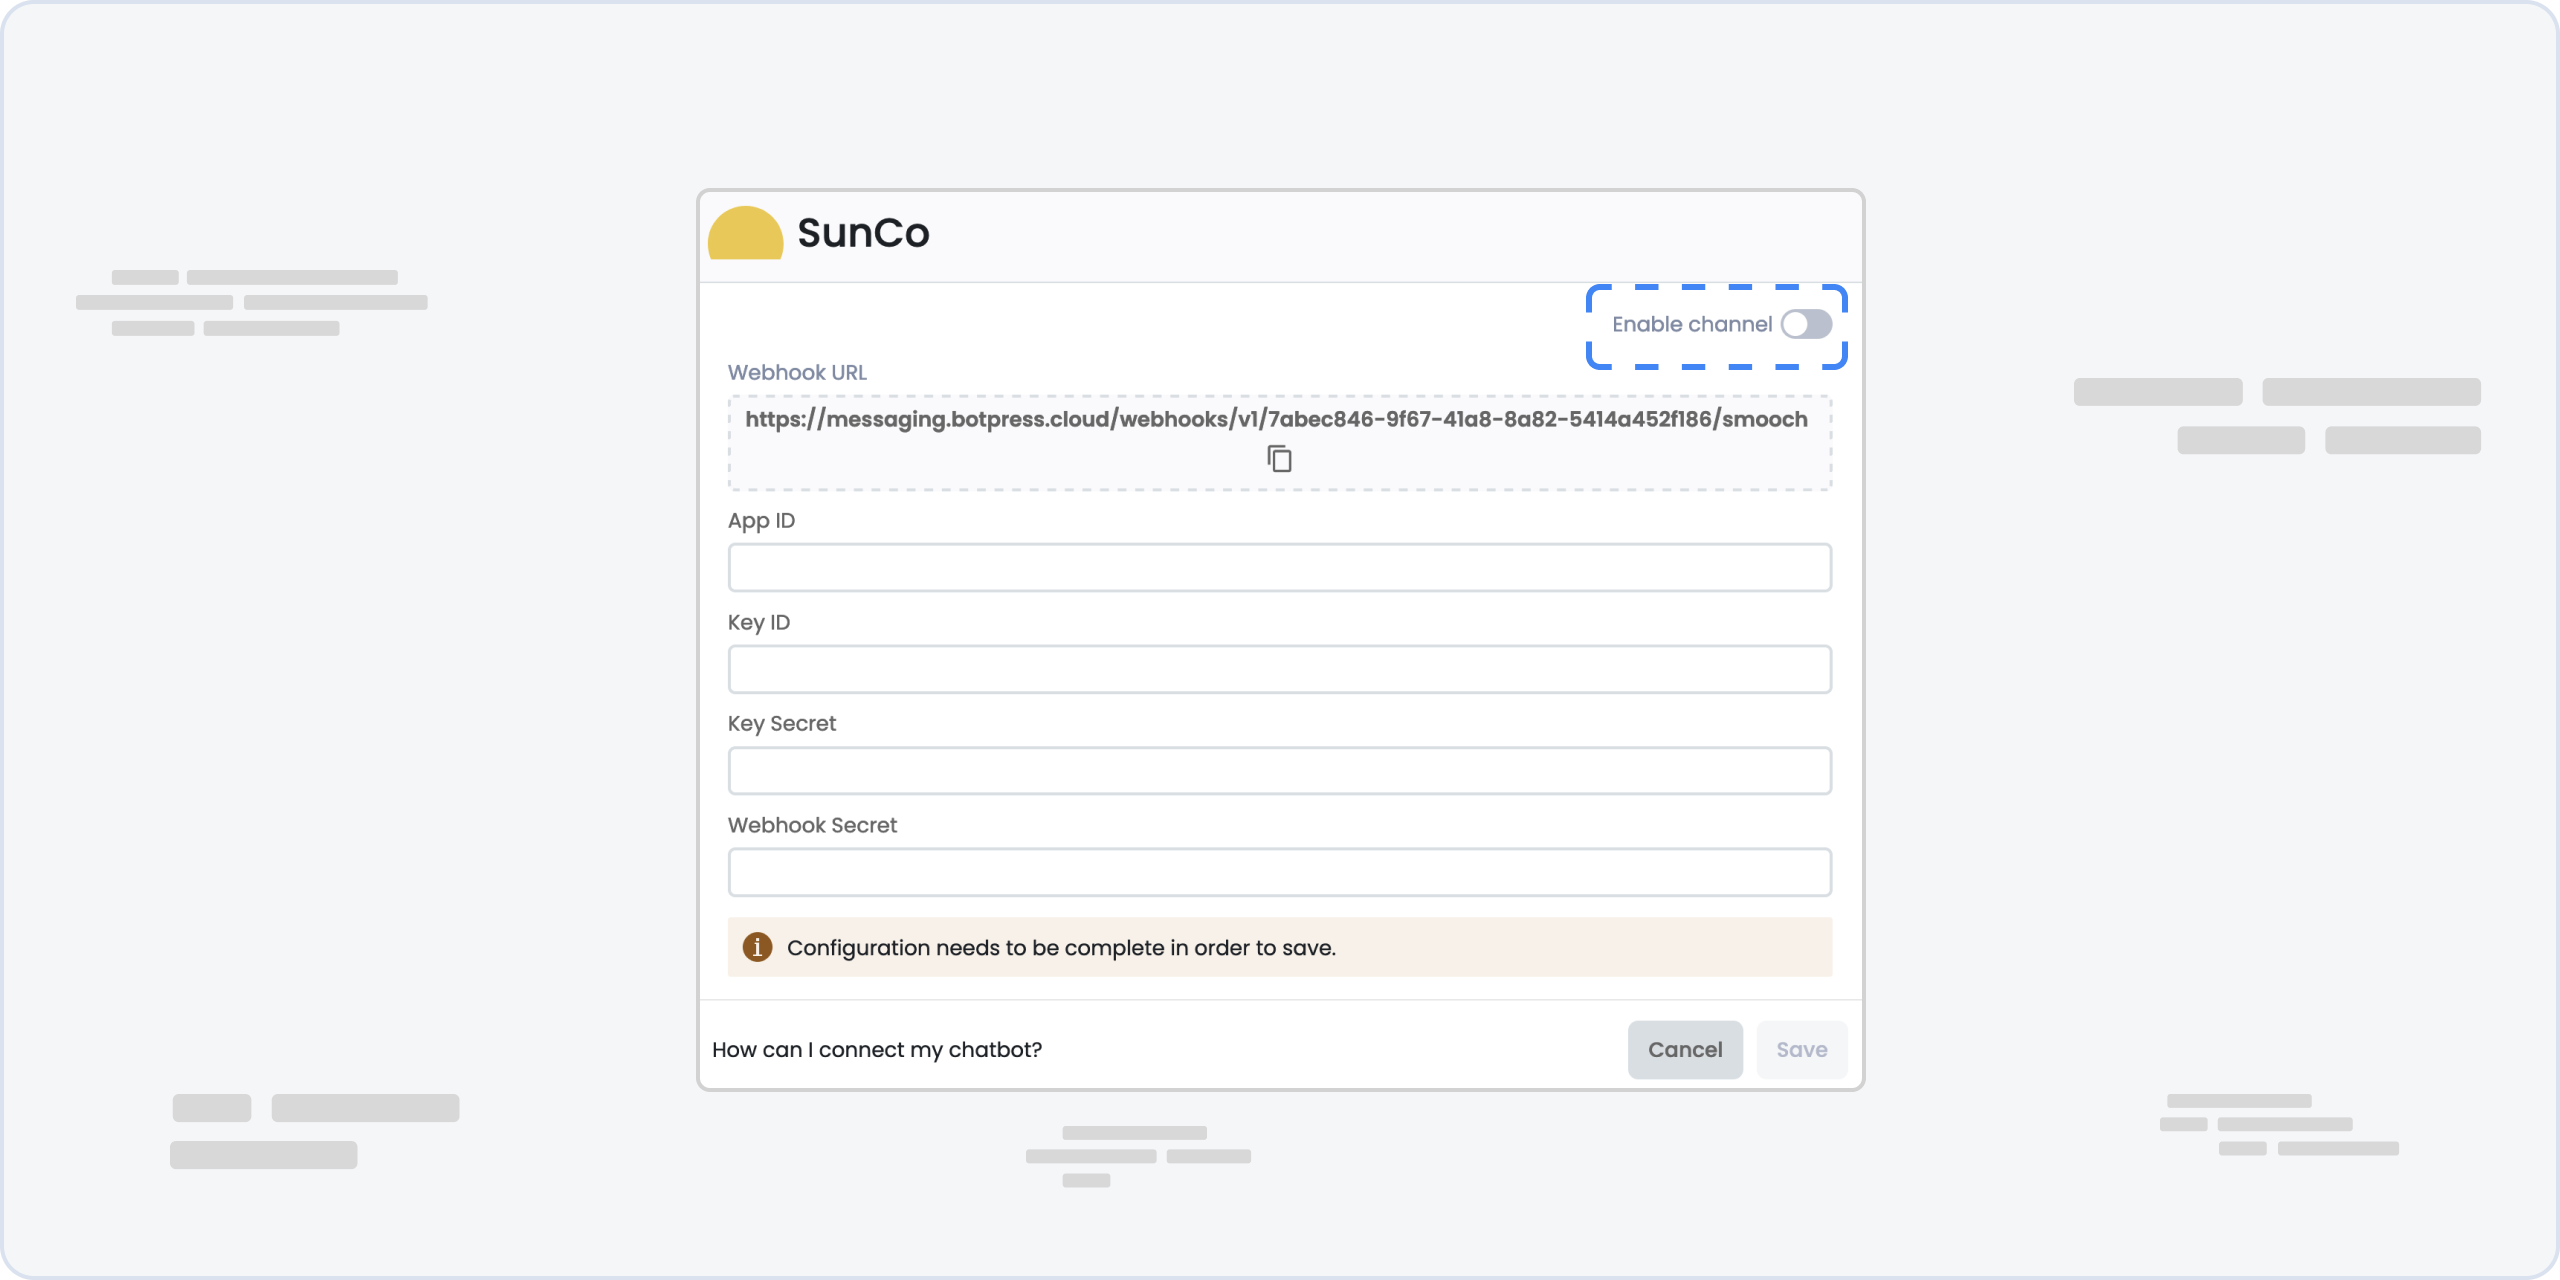 SunCo
Enable channel
Webhook URL
https://messaging.botpress.cloud/webhooks/v1/7abec846-9f67-41a8-8a82-5414a452f186/smooch
App ID
Key ID
Key Secret
Webhook Secret
Configuration needs to be complete in order to save.
How can I connect my chatbot?
Cancel
Save